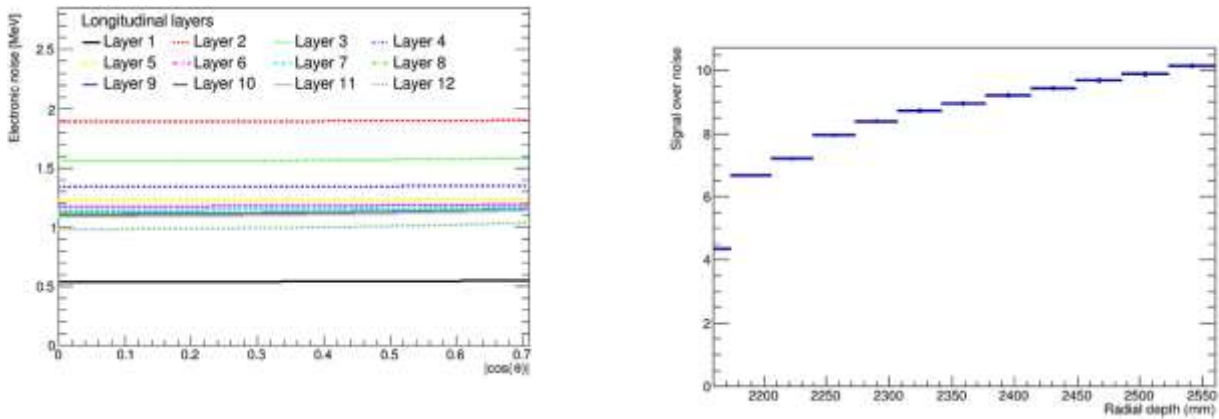 Electronic noise [MeV]
Longitudinal layers
Layer 1 Layer 2 Layer 3 Layer 4
Layer 5 Layer 6 Layer 7 Layer 8
Layer 9 Layer 10 Layer 11 Layer 12
2.5
2
1.5
1
0.5
0
0 0.1 0.2 0.3 0.4 0.5 0.6 0.7
|cos(θ)|
Signal over noise
10
8
6
4
2
0
2200 2250 2300 2350 2400 2450 2500 2550
Radial depth (mm)